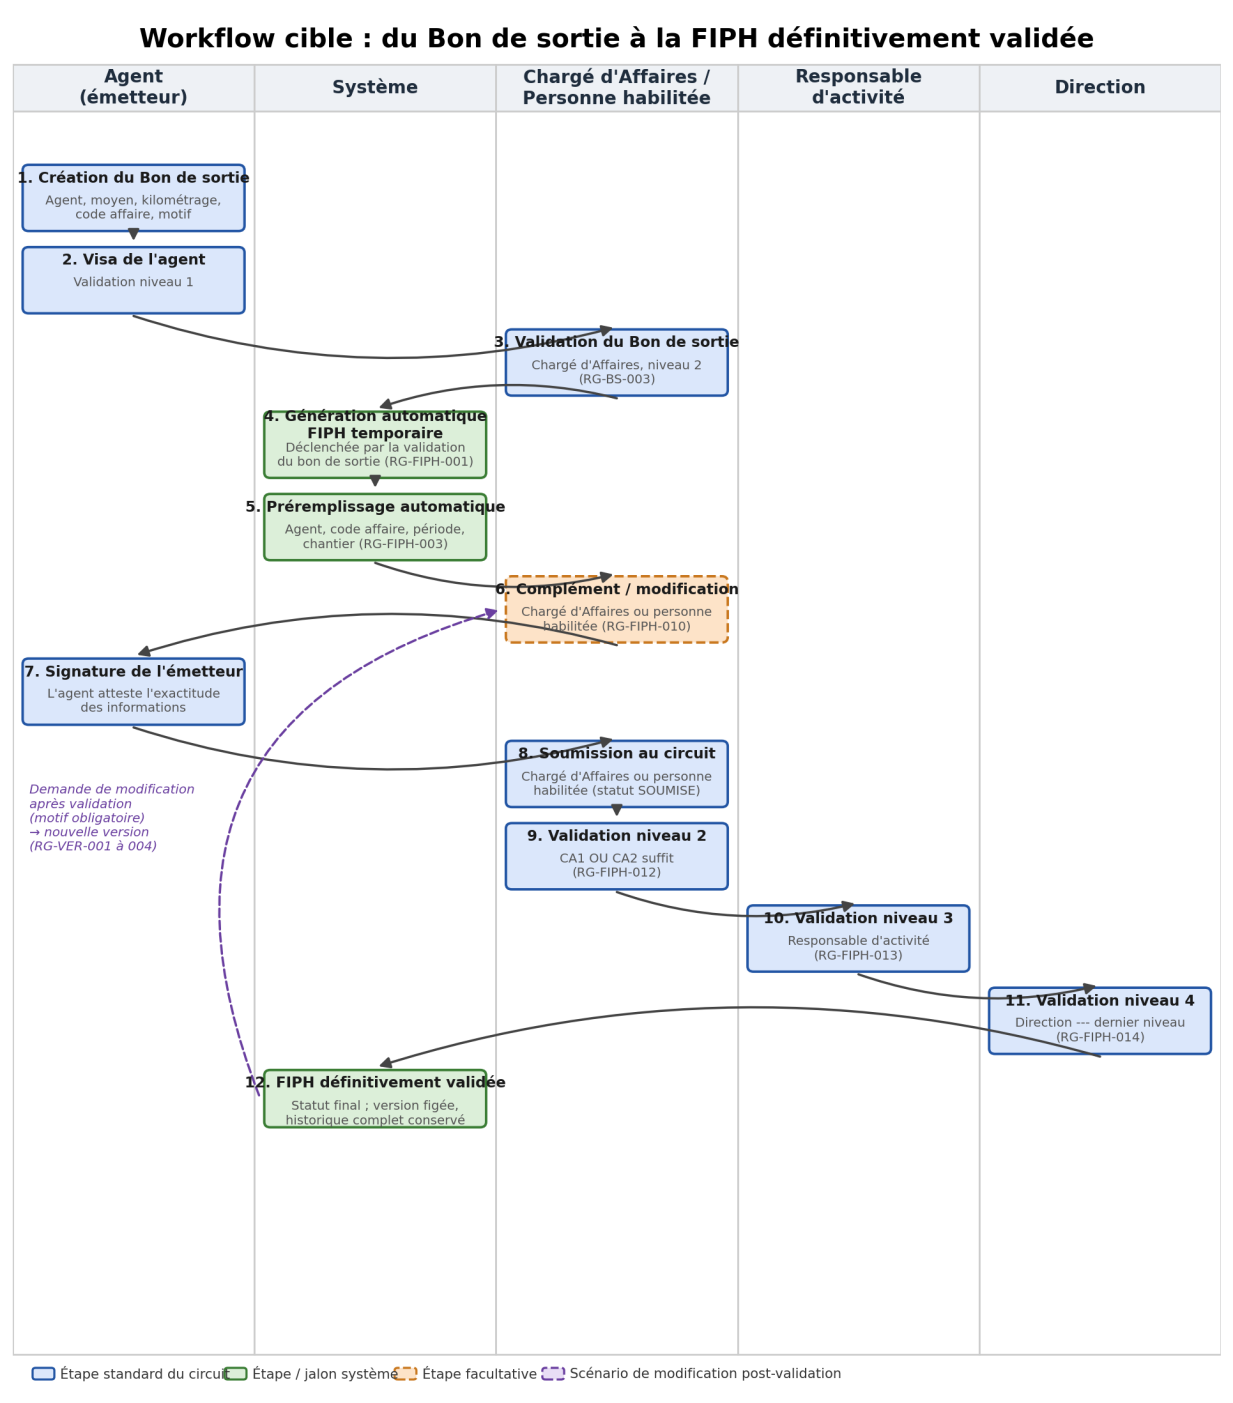 Workflow cible : du Bon de sortie à la FIPH définitivement validée
Agent
(émetteur)
Système
Chargé d'Affaires /
Personne habilitée
Responsable
d'activité
Direction
1. Création du Bon de sortie
Agent, moyen, kilométrage,
code affaire, motif
2. Visa de l'agent
Validation niveau 1
3. Validation du Bon de sortie
Chargé d'Affaires, niveau 2
(RG-BS-003)
4. Génération automatique
FIPH temporaire
Déclenchée par la validation
du bon de sortie (RG-FIPH-001)
5. Préremplissage automatique
Agent, code affaire, période,
chantier (RG-FIPH-003)
6. Complément / modification
Chargé d'Affaires ou personne
habilitée (RG-FIPH-010)
7. Signature de l'émetteur
L'agent atteste l'exactitude
des informations
8. Soumission au circuit
Chargé d'Affaires ou personne
habilitée (statut SOUMISE)
Demande de modification
après validation
(motif obligatoire)
→ nouvelle version
(RG-VER-001 à 004)
9. Validation niveau 2
CA1 OU CA2 suffit
(RG-FIPH-012)
10. Validation niveau 3
Responsable d'activité
(RG-FIPH-013)
11. Validation niveau 4
Direction --- dernier niveau
(RG-FIPH-014)
12. FIPH définitivement validée
Statut final ; version figée,
historique complet conservé
Étape standard du circuit
Étape / jalon système
Étape facultative
Scénario de modification post-validation